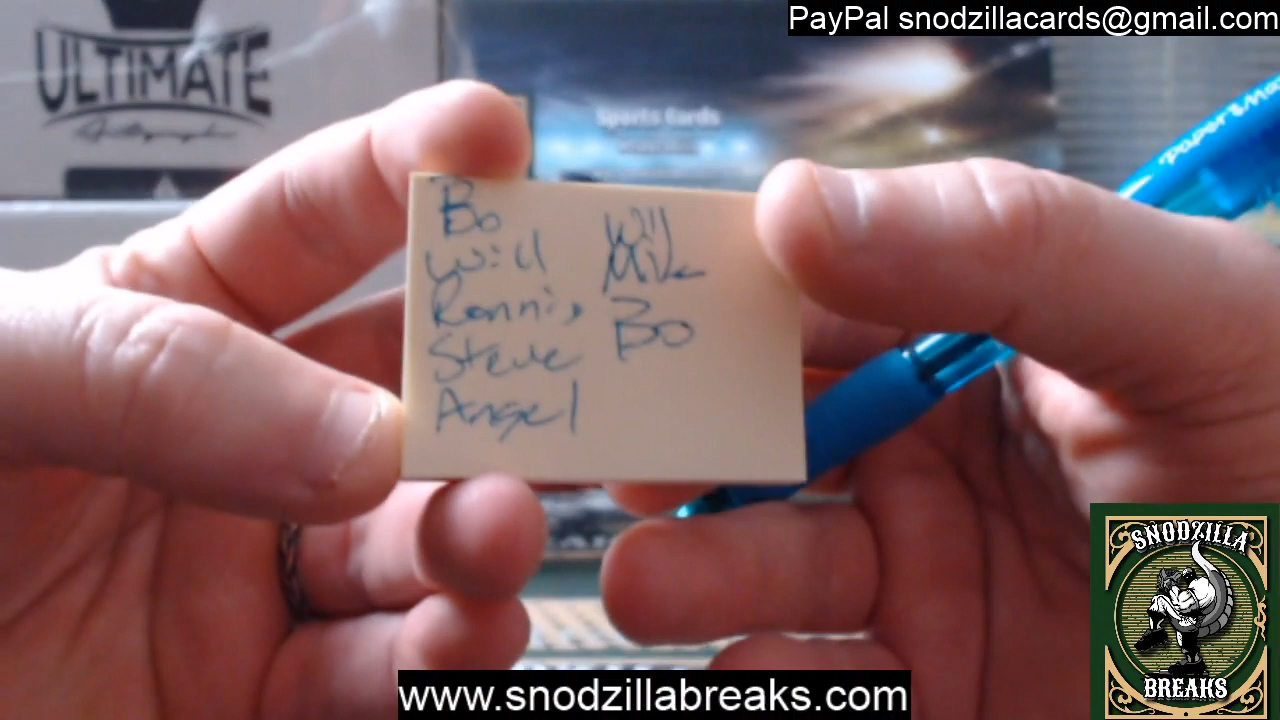 PayPal snodzillacards@gmail.com
ULTIMATE
Sports Cards
PaperMa
Bo
Will
Ronnie
Steve
Angel
Will
Mike
Bo
SNODZILLA
BREAKS
www.snodzillabreaks.com